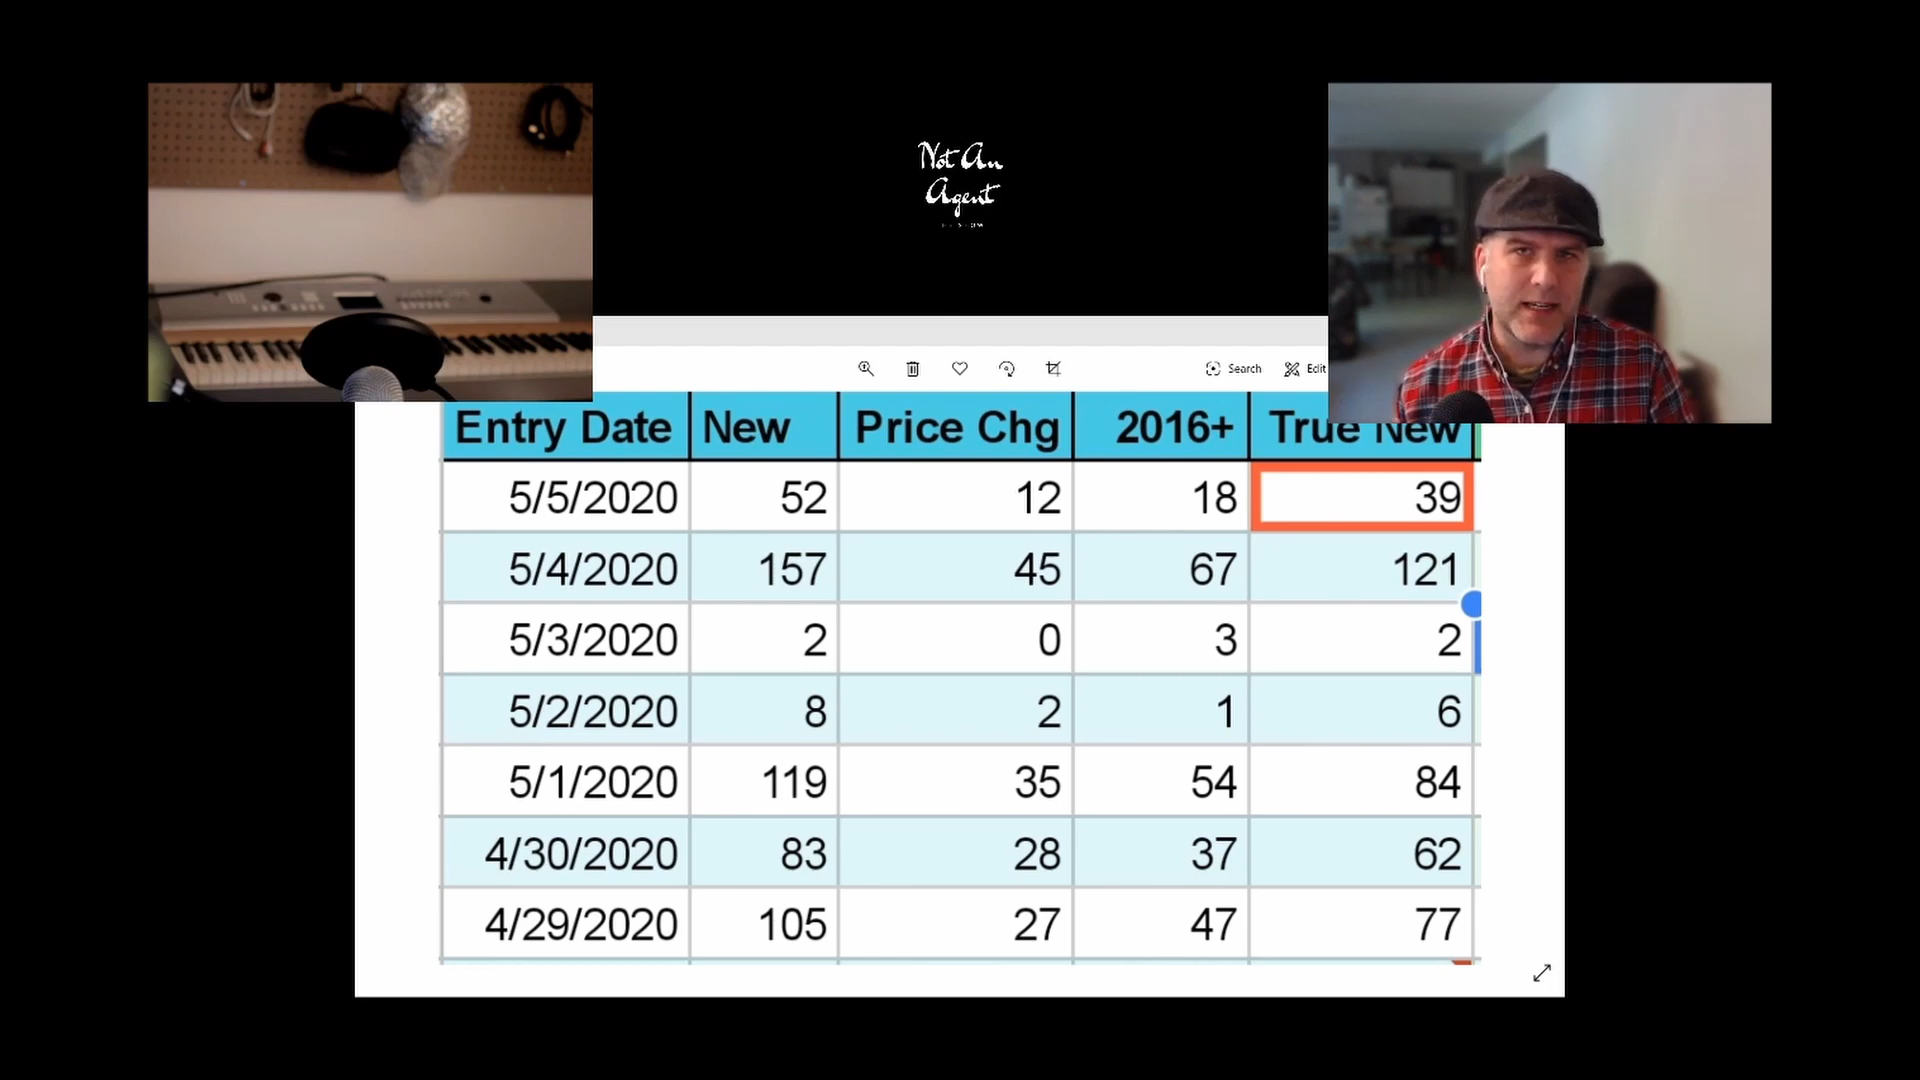 Not An
Agent
Search Edit
Entry Date New Price Chg 2016+ True New
5/5/2020 52 12 18 39
5/4/2020 157 45 67 121
5/3/2020 2 0 3 2
5/2/2020 8 2 1 6
5/1/2020 119 35 54 84
4/30/2020 83 28 37 62
4/29/2020 105 27 47 77